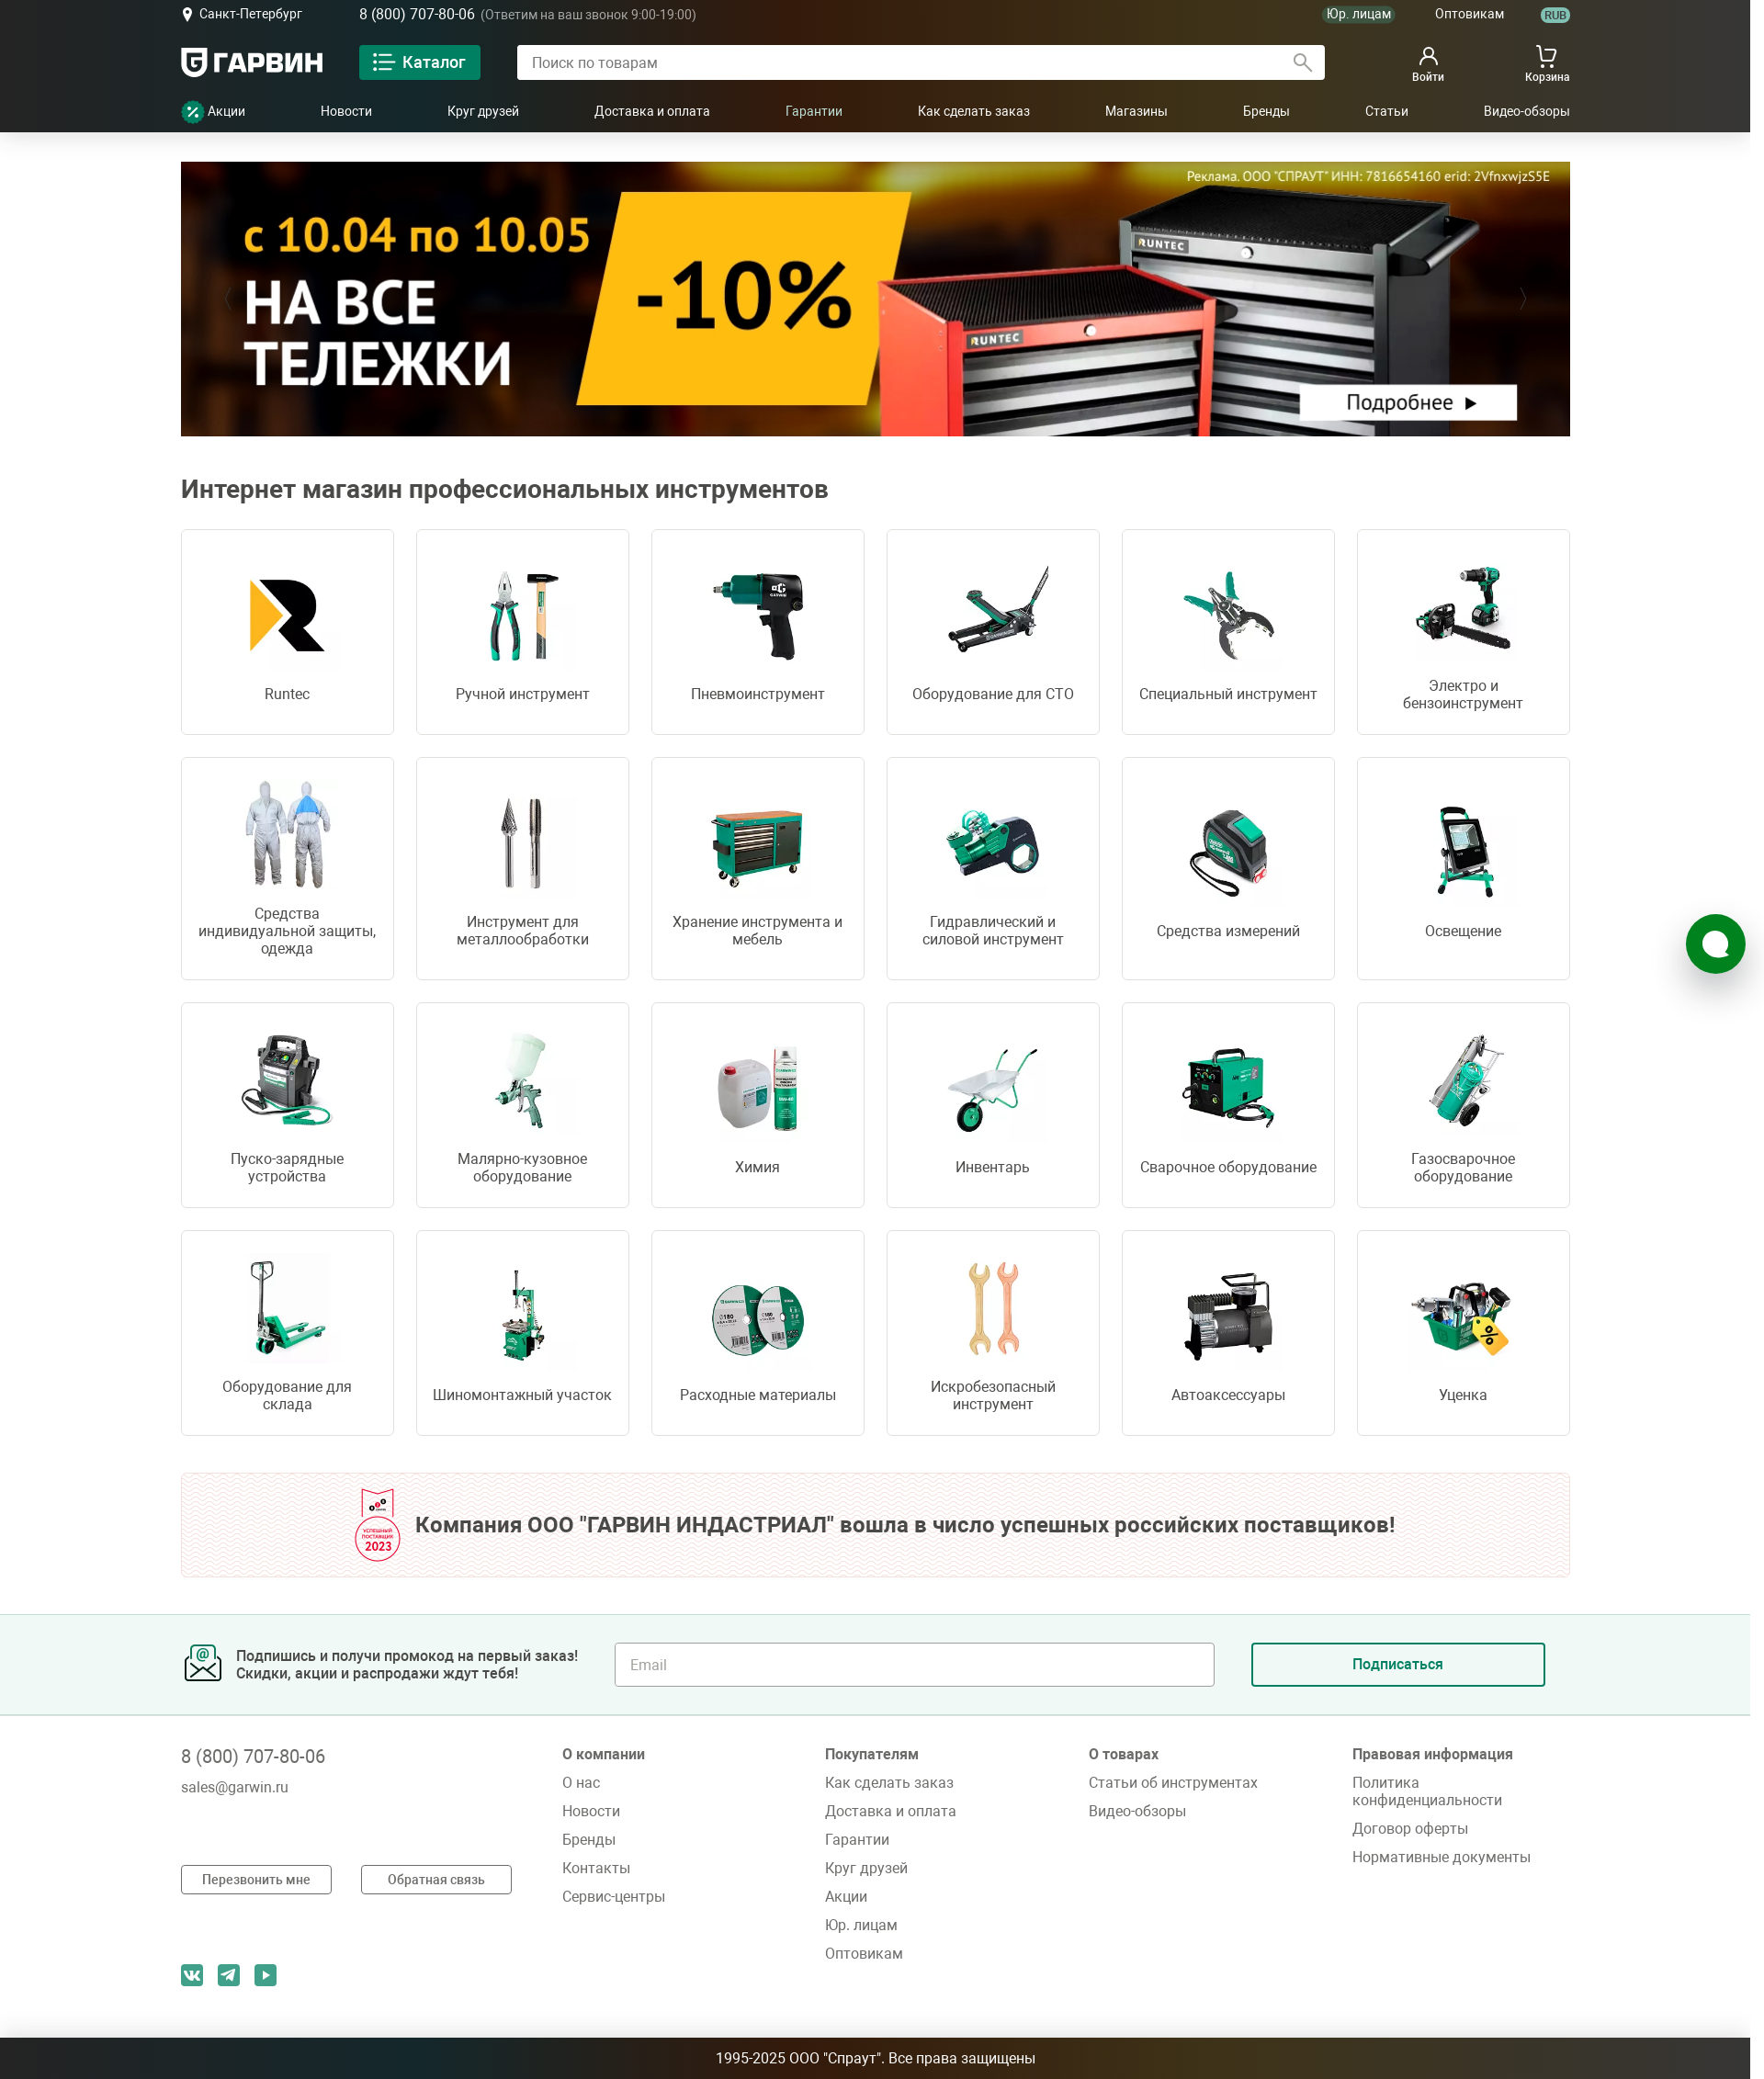 Санкт-Петербург
8 (800) 707-80-06 (Ответим на ваш звонок 9:00-19:00)
Юр. лицам
Оптовикам
RUB
ГАРВИН
Каталог
Поиск по товарам
Войти
Корзина
Акции
Новости
Круг друзей
Доставка и оплата
Гарантии
Как сделать заказ
Магазины
Бренды
Статьи
Видео-обзоры
Реклама. ООО "СПРАУТ" ИНН: 7816654160 erid: 2VfnxwjzS5E
с 10.04 по 10.05
НА ВСЕ
ТЕЛЕЖКИ
-10%
RUNTEC
RUNTEC
Подробнее
Интернет магазин профессиональных инструментов
Runtec
Ручной инструмент
Пневмоинструмент
Оборудование для СТО
Специальный инструмент
Электро и
бензоинструмент
Средства
индивидуальной защиты,
одежда
Инструмент для
металлообработки
Хранение инструмента и
мебель
Гидравлический и
силовой инструмент
Средства измерений
Освещение
Пуско-зарядные
устройства
Малярно-кузовное
оборудование
Химия
Инвентарь
Сварочное оборудование
Газосварочное
оборудование
Оборудование для
склада
Шиномонтажный участок
Расходные материалы
Искробезопасный
инструмент
Автоаксессуары
Уценка
УСПЕШНЫЙ
ПОСТАВЩИК
2023
Компания ООО "ГАРВИН ИНДАСТРИАЛ" вошла в число успешных российских поставщиков!
Подпишись и получи промокод на первый заказ!
Скидки, акции и распродажи ждут тебя!
Email
Подписаться
8 (800) 707-80-06
sales@garwin.ru
Перезвонить мне
Обратная связь
О компании
О нас
Новости
Бренды
Контакты
Сервис-центры
Покупателям
Как сделать заказ
Доставка и оплата
Гарантии
Круг друзей
Акции
Юр. лицам
Оптовикам
О товарах
Статьи об инструментах
Видео-обзоры
Правовая информация
Политика
конфиденциальности
Договор оферты
Нормативные документы
1995-2025 ООО "Спраут". Все права защищены